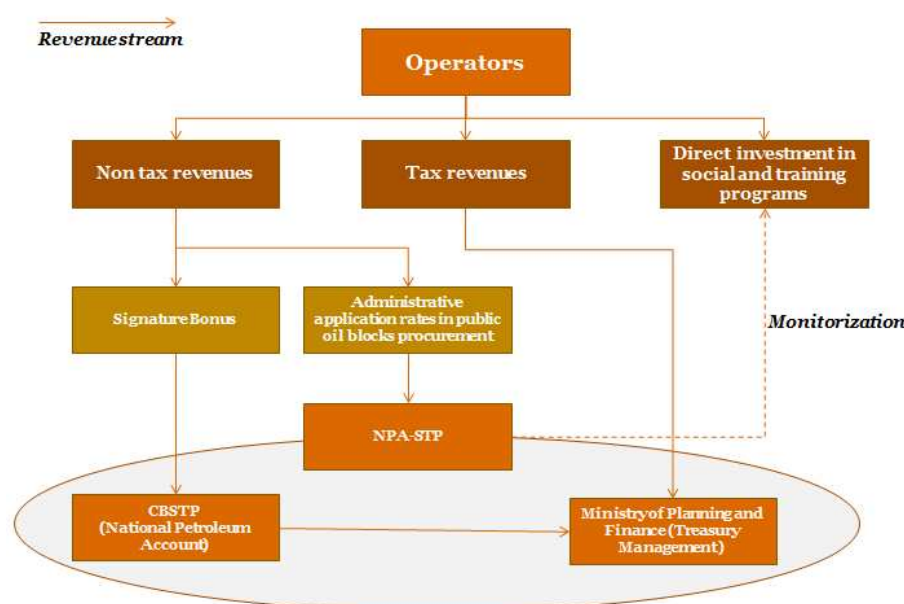 Revenue stream
Operators
Non tax revenues
Tax revenues
Direct investment in
social and training
programs
Signature Bonus
Administrative
application rates in public
oil blocks procurement
Monitorization
NPA-STP
CBSTP
(National Petroleum
Account)
Ministry of Planning and
Finance (Treasury
Management)